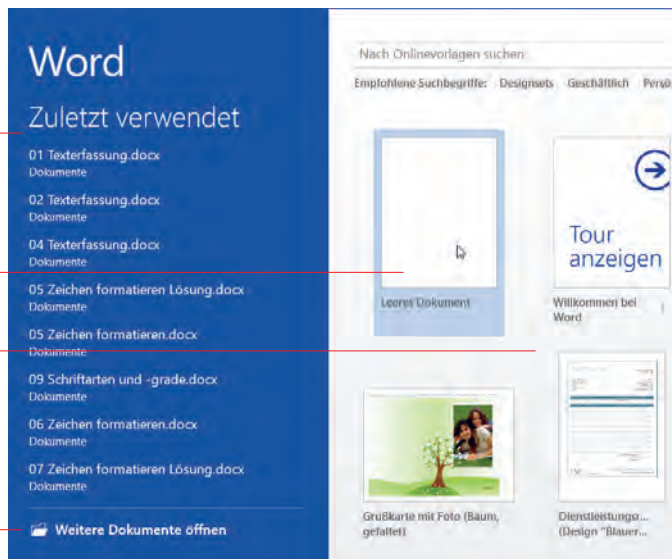 Word
Zuletzt verwendet
01 Texterfassung.docx
Dokumente
02 Texterfassung.docx
Dokumente
04 Texterfassung.docx
Dokumente
05 Zeichen formatieren Lösung.docx
Dokumente
05 Zeichen formatieren.docx
Dokumente
09 Schriftarten und -grade.docx
Dokumente
06 Zeichen formatieren.docx
Dokumente
07 Zeichen formatieren Lösung.docx
Dokumente
Weitere Dokumente öffnen
Nach Onlinevorlagen suchen
Empfohlene Suchbegriffe: Designsets Geschäftlich Persö
Tour
anzeigen
Leeres Dokument
Willkommen bei
Word
Grußkarte mit Foto (Baum,
gefaltet)
Dienstleistungsr...
(Design "Blauer...